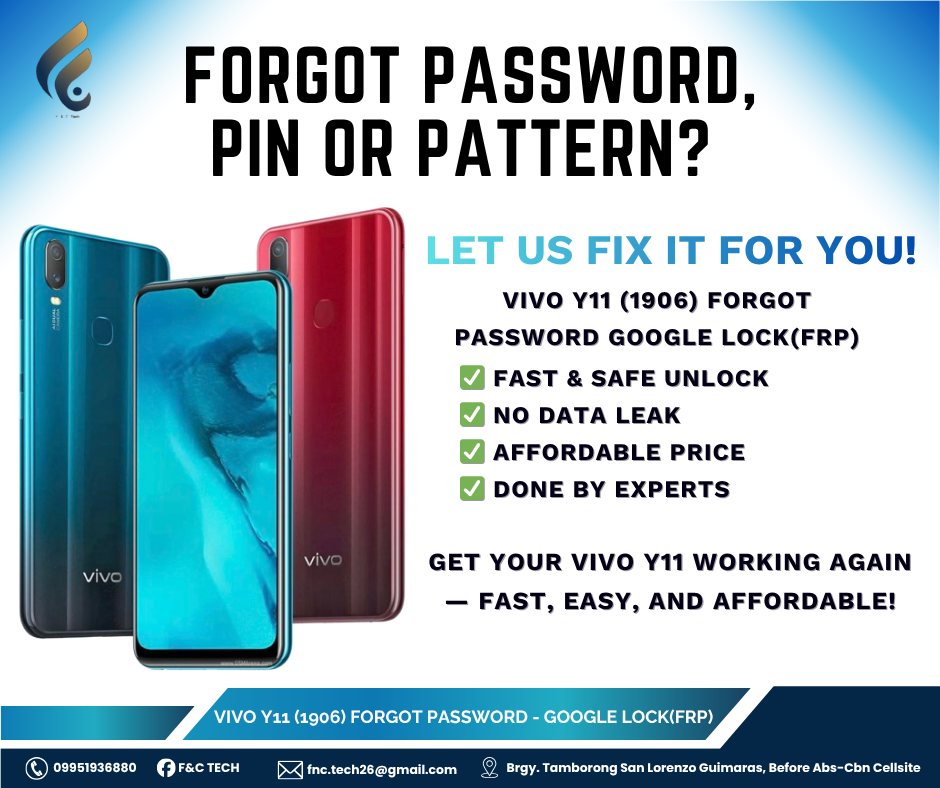 FORGOT PASSWORD,
PIN OR PATTERN?
LET US FIX IT FOR YOU!
VIVO Y11 (1906) FORGOT
PASSWORD GOOGLE LOCK(FRP)
✅ FAST & SAFE UNLOCK
✅ NO DATA LEAK
✅ AFFORDABLE PRICE
✅ DONE BY EXPERTS
GET YOUR VIVO Y11 WORKING AGAIN
— FAST, EASY, AND AFFORDABLE!
vivo
vivo
VIVO Y11 (1906) FORGOT PASSWORD - GOOGLE LOCK(FRP)
09951936880
F&C TECH
fnc.tech26@gmail.com
Brgy. Tamborong San Lorenzo Guimaras, Before Abs-Cbn Cellsite